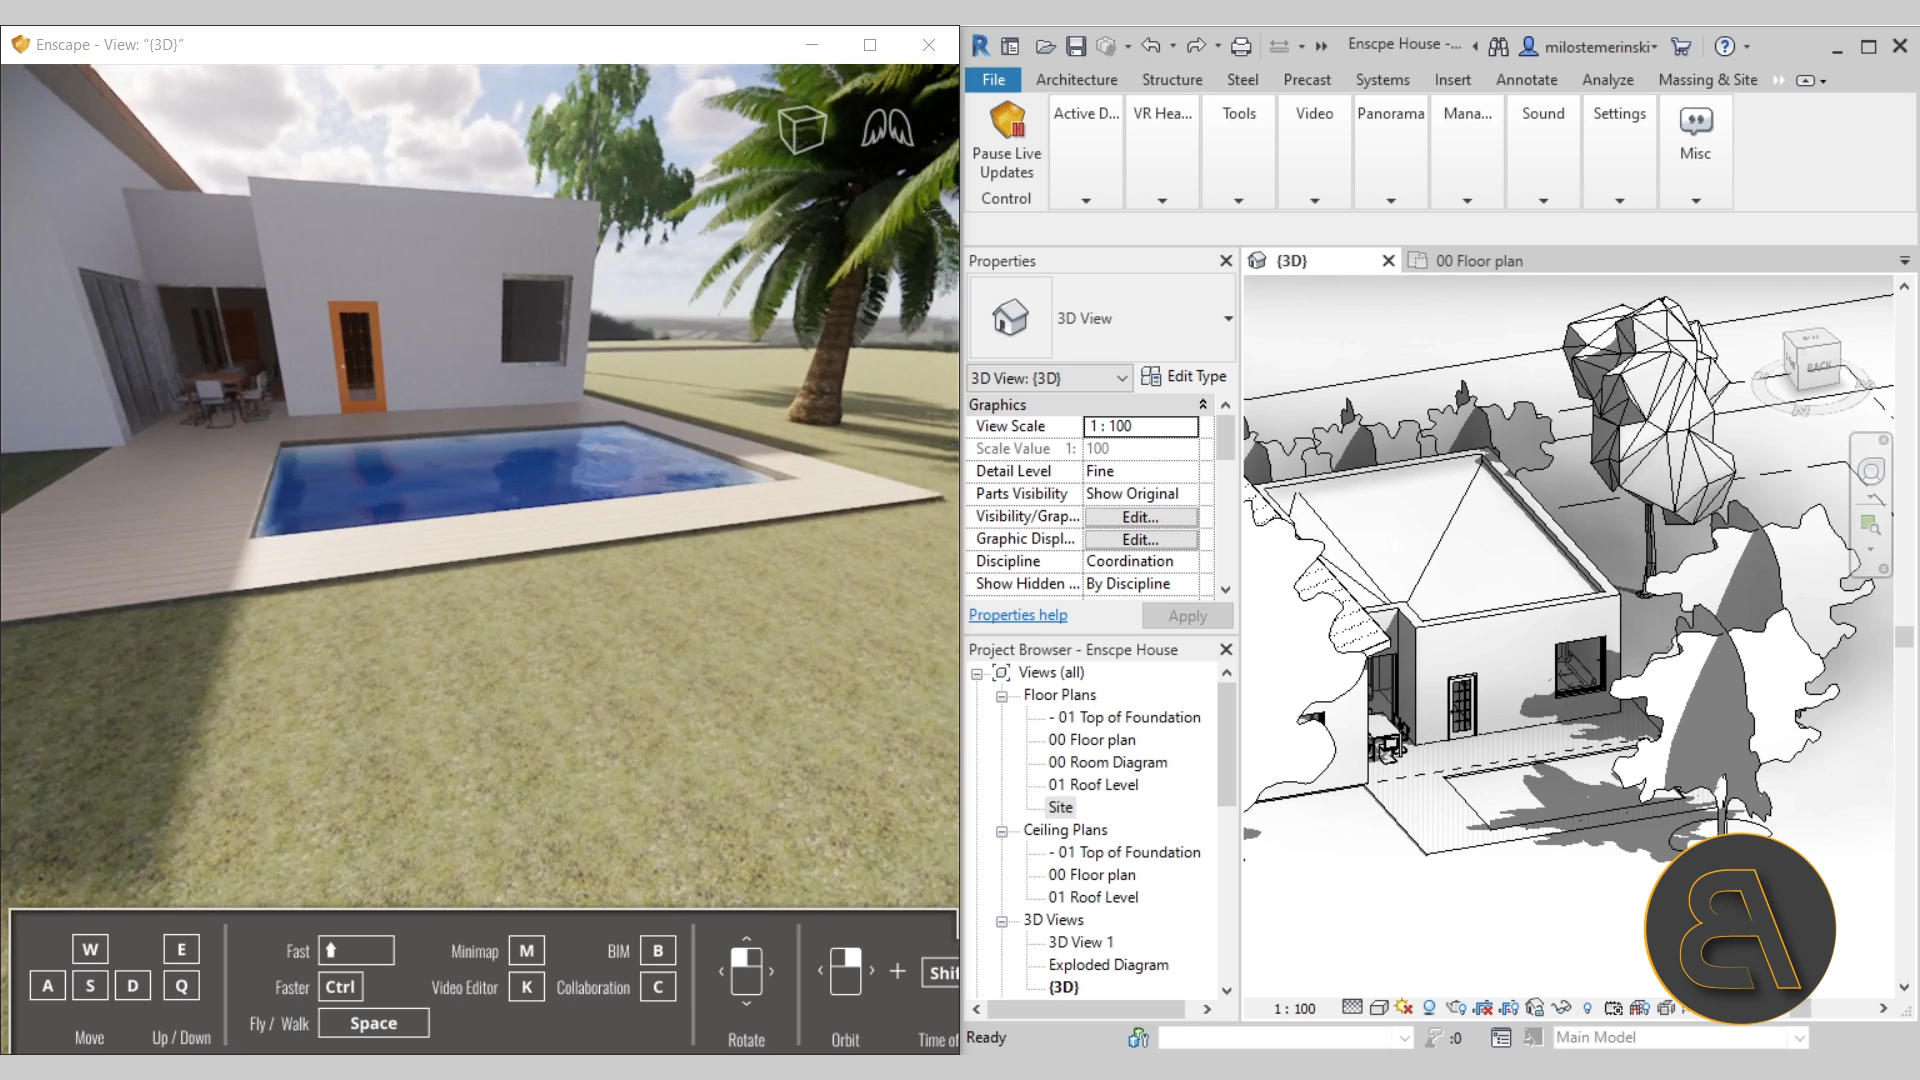 Enscape - View: "{3D}"
W
E
A
S
D
Q
Move
Up / Down
Fast
Faster
Ctrl
Fly / Walk
Space
Minimap
M
Video Editor
K
BIM
B
Collaboration
C
Rotate
Orbit
+
Shif
Time of
R
Enscpe House -...
milostemerinski
File
Architecture
Structure
Steel
Precast
Systems
Insert
Annotate
Analyze
Massing & Site
Pause Live
Updates
Control
Active D...
VR Hea...
Tools
Video
Panorama
Mana...
Sound
Settings
Misc
Properties
3D View
3D View: {3D}
Edit Type
Graphics
View Scale 1 : 100
Scale Value 1: 100
Detail Level Fine
Parts Visibility Show Original
Visibility/Grap... Edit...
Graphic Displ... Edit...
Discipline Coordination
Show Hidden ... By Discipline
Properties help
Apply
Project Browser - Enscpe House
Views (all)
Floor Plans
- 01 Top of Foundation
00 Floor plan
00 Room Diagram
01 Roof Level
Site
Ceiling Plans
- 01 Top of Foundation
00 Floor plan
01 Roof Level
3D Views
3D View 1
Exploded Diagram
{3D}
{3D}
00 Floor plan
BACK
1 : 100
Ready
:0
Main Model